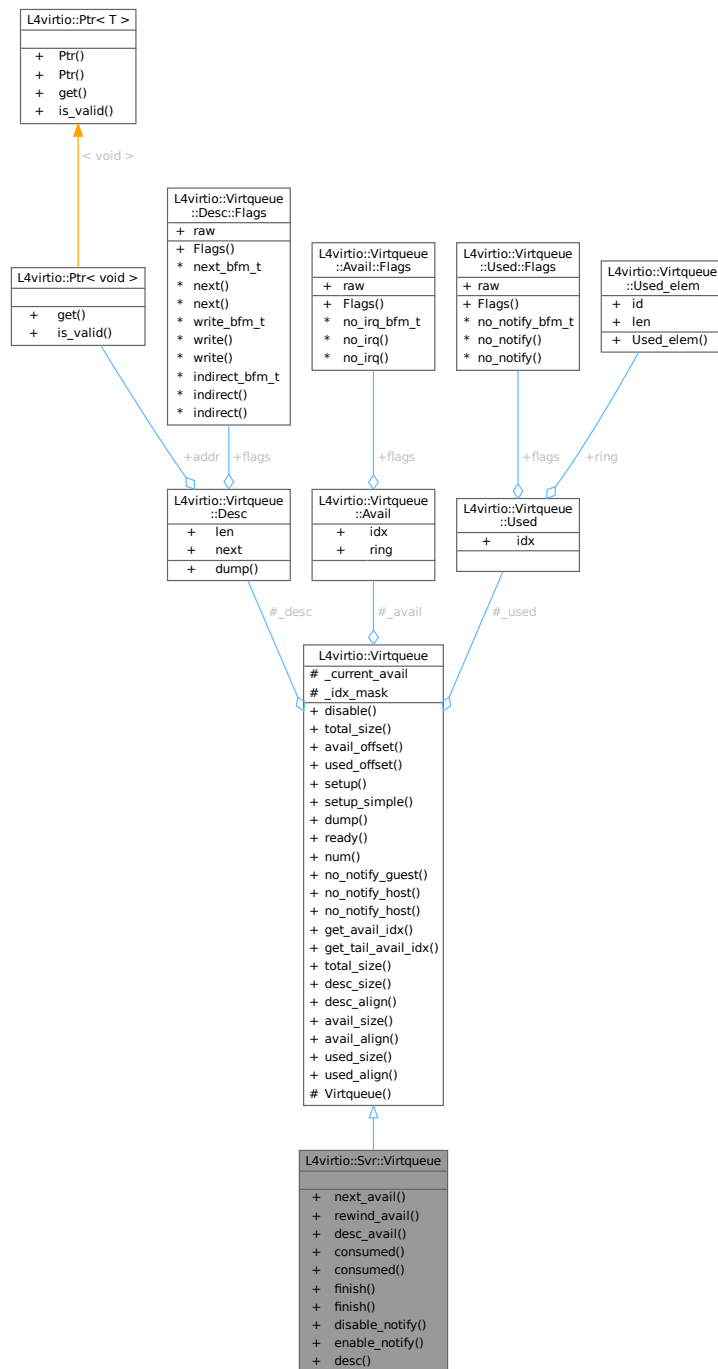 L4virtio::Ptr< T >
+ Ptr()
+ Ptr()
+ get()
+ is_valid()
< void >
L4virtio::Ptr< void >
+ get()
+ is_valid()
L4virtio::Virtqueue
::Desc::Flags
+ raw
+ Flags()
* next_bfm_t
* next()
* next()
* write_bfm_t
* write()
* write()
* indirect_bfm_t
* indirect()
* indirect()
L4virtio::Virtqueue
::Avail::Flags
+ raw
+ Flags()
* no_irq_bfm_t
* no_irq()
* no_irq()
L4virtio::Virtqueue
::Used::Flags
+ raw
+ Flags()
* no_notify_bfm_t
* no_notify()
* no_notify()
L4virtio::Virtqueue
::Used_elem
+ id
+ len
+ Used_elem()
+addr
+flags
+flags
+flags
+ring
L4virtio::Virtqueue
::Desc
+ len
+ next
+ dump()
L4virtio::Virtqueue
::Avail
+ idx
+ ring
L4virtio::Virtqueue
::Used
+ idx
#_desc
#_avail
#_used
L4virtio::Virtqueue
# _current_avail
# _idx_mask
+ disable()
+ total_size()
+ avail_offset()
+ used_offset()
+ setup()
+ setup_simple()
+ dump()
+ ready()
+ num()
+ no_notify_guest()
+ no_notify_host()
+ no_notify_host()
+ get_avail_idx()
+ get_tail_avail_idx()
+ total_size()
+ desc_size()
+ desc_align()
+ avail_size()
+ avail_align()
+ used_size()
+ used_align()
# Virtqueue()
L4virtio::Svr::Virtqueue
+ next_avail()
+ rewind_avail()
+ desc_avail()
+ consumed()
+ consumed()
+ finish()
+ finish()
+ disable_notify()
+ enable_notify()
+ desc()